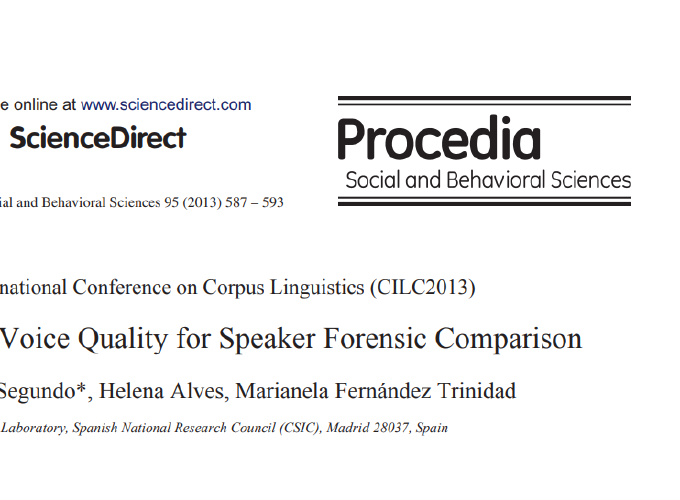 e online at www.sciencedirect.com
ScienceDirect
Procedia
Social and Behavioral Sciences
ial and Behavioral Sciences 95 (2013) 587 – 593
national Conference on Corpus Linguistics (CILC2013)
Voice Quality for Speaker Forensic Comparison
Segundo*, Helena Alves, Marianela Fernández Trinidad
Laboratory, Spanish National Research Council (CSIC), Madrid 28037, Spain